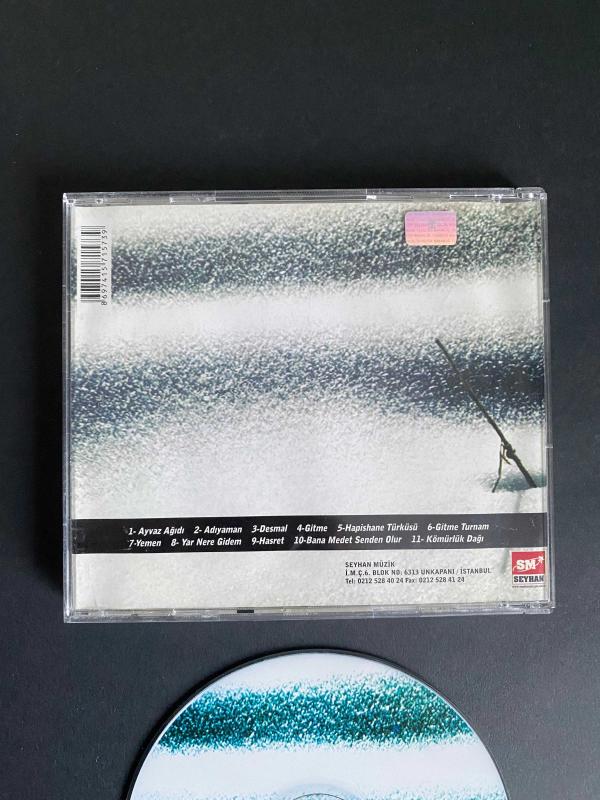 8697415715739
1- Ayvaz Ağıdı 2- Adıyaman 3-Desmal 4-Gitme 5-Hapishane Türküsü 6-Gitme Turnam
7-Yemen 8- Yar Nere Gidem 9-Hasret 10-Bana Medet Senden Olur 11- Kömürlük Dağı
SEYHAN MÜZİK
İ.M.Ç.6. BLOK NO: 6313 UNKAPANI / İSTANBUL
Tel: 0212 528 40 24 Fax: 0212 528 41 24
SM
SEYHAN